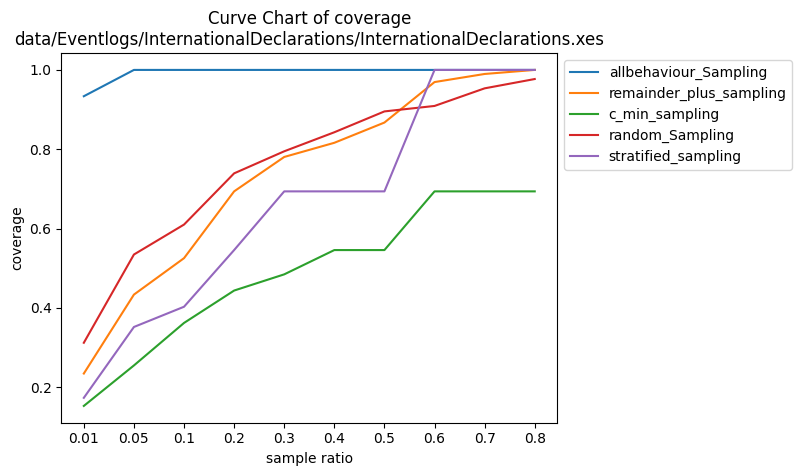 Curve Chart of coverage
data/Eventlogs/InternationalDeclarations/InternationalDeclarations.xes
1.0
0.8
0.6
0.4
0.2
coverage
0.01 0.05 0.1 0.2 0.3 0.4 0.5 0.6 0.7 0.8
sample ratio
allbehaviour_Sampling
remainder_plus_sampling
c_min_sampling
random_Sampling
stratified_sampling